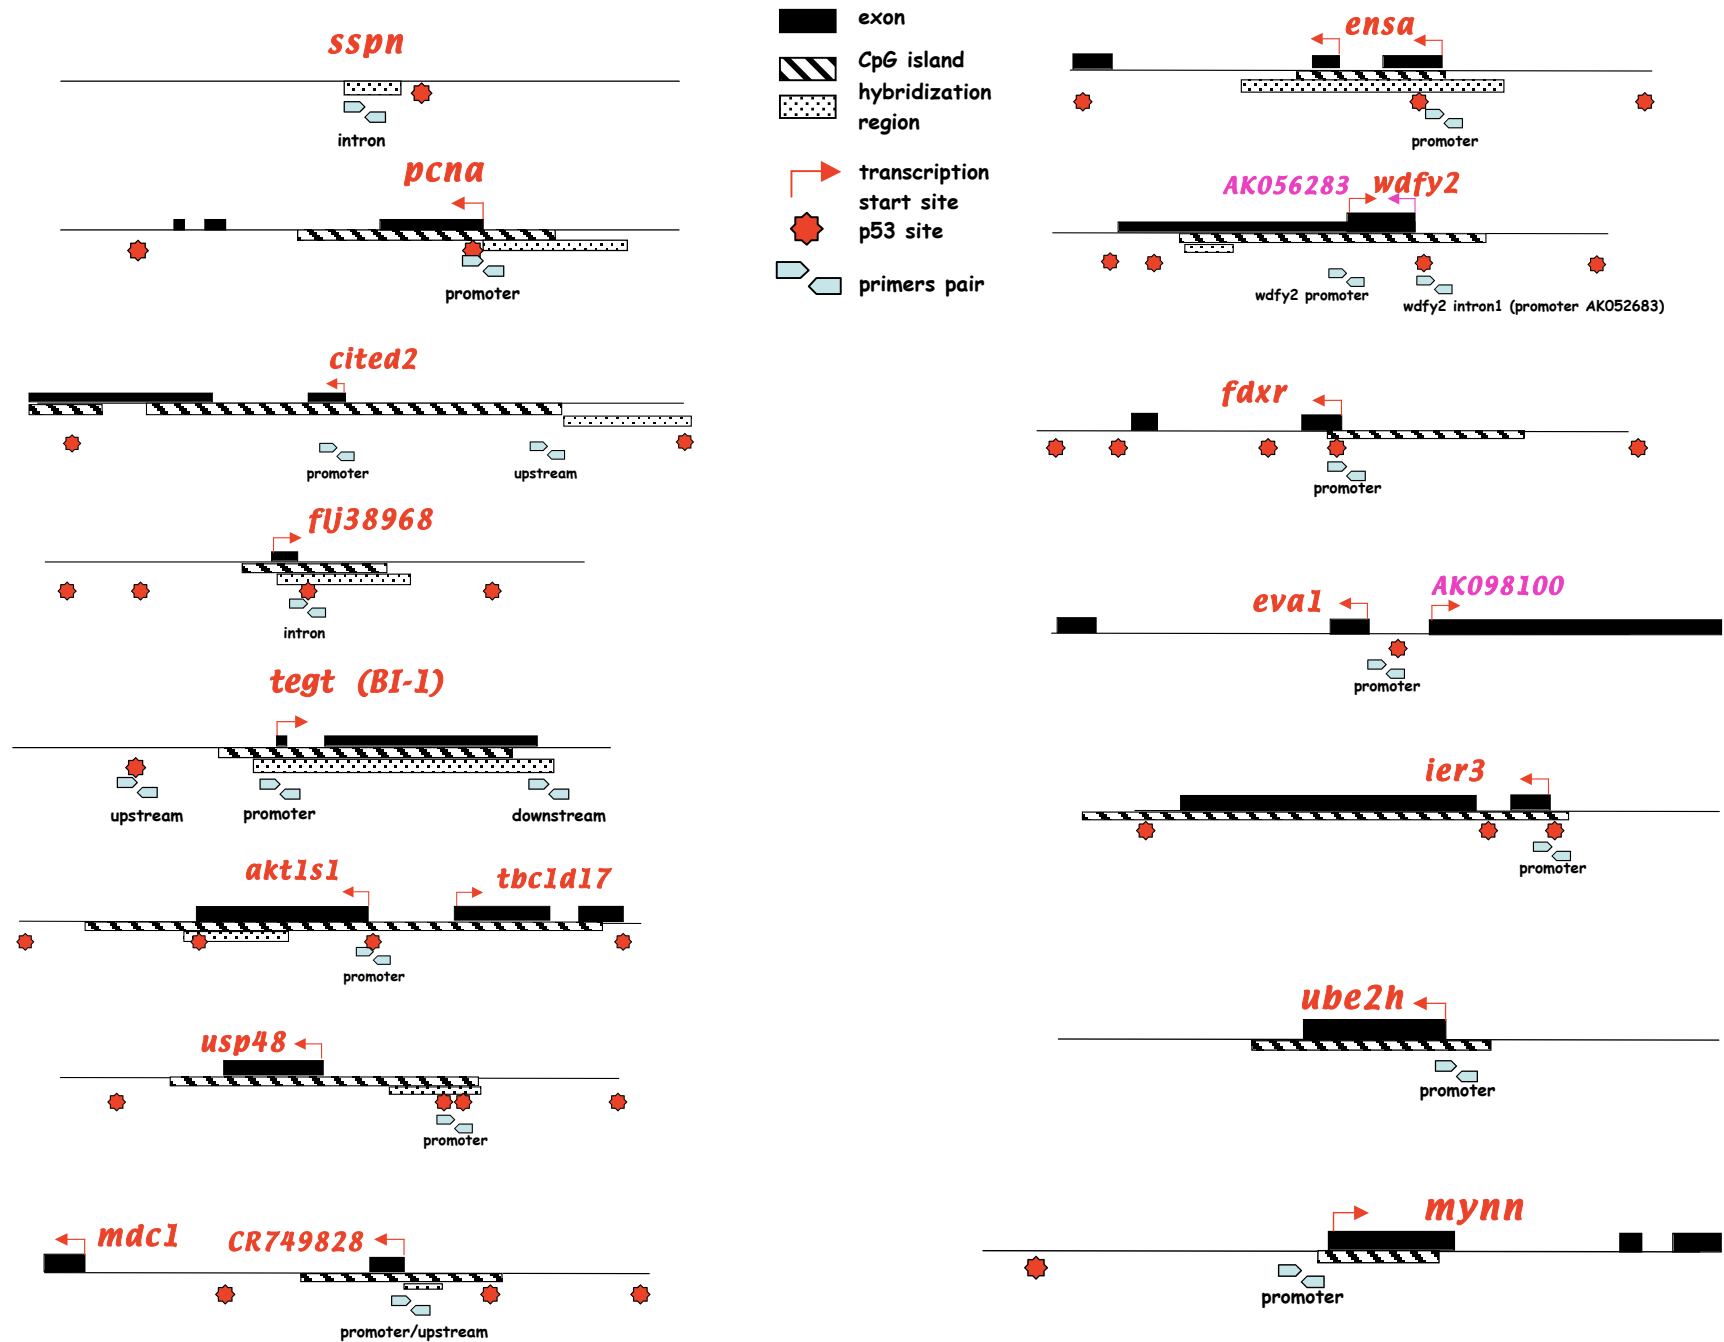 sspn
intron
pcna
promoter
cited2
promoter
upstream
flj38968
intron
tegt (BI-1)
upstream
promoter
downstream
akt1s1
tbc1d17
promoter
usp48
promoter
mdc1
CR749828
promoter/upstream
exon
CpG island
hybridization
region
transcription
start site
p53 site
primers pair
ensa
promoter
AK056283
wdfy2
wdfy2 promoter
wdfy2 intron1 (promoter AK052683)
fdxr
promoter
eva1
AK098100
promoter
ier3
promoter
ube2h
promoter
mynn
promoter